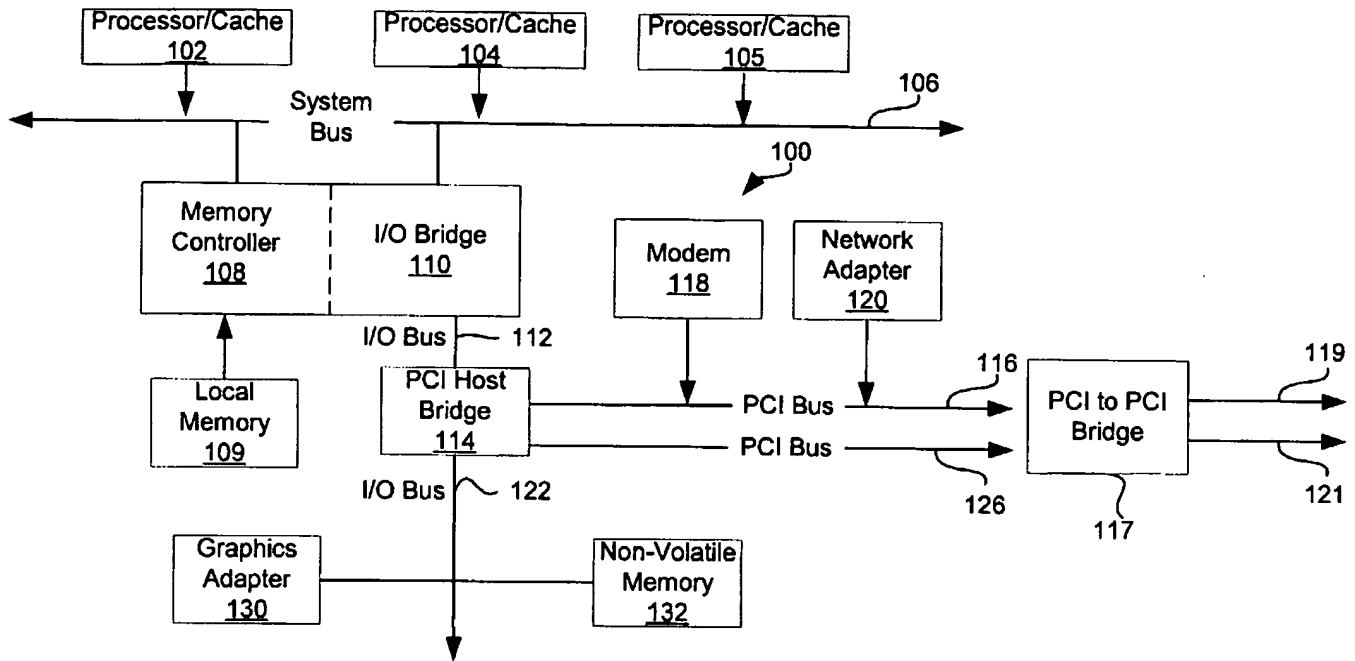 Processor/Cache
102
Processor/Cache
104
Processor/Cache
105
System
Bus
106
100
Memory
Controller
108
I/O Bridge
110
Modem
118
Network
Adapter
120
I/O Bus
112
Local
Memory
109
PCI Host
Bridge
114
PCI Bus
116
PCI Bus
126
PCI to PCI
Bridge
117
119
121
I/O Bus
122
Graphics
Adapter
130
Non-Volatile
Memory
132